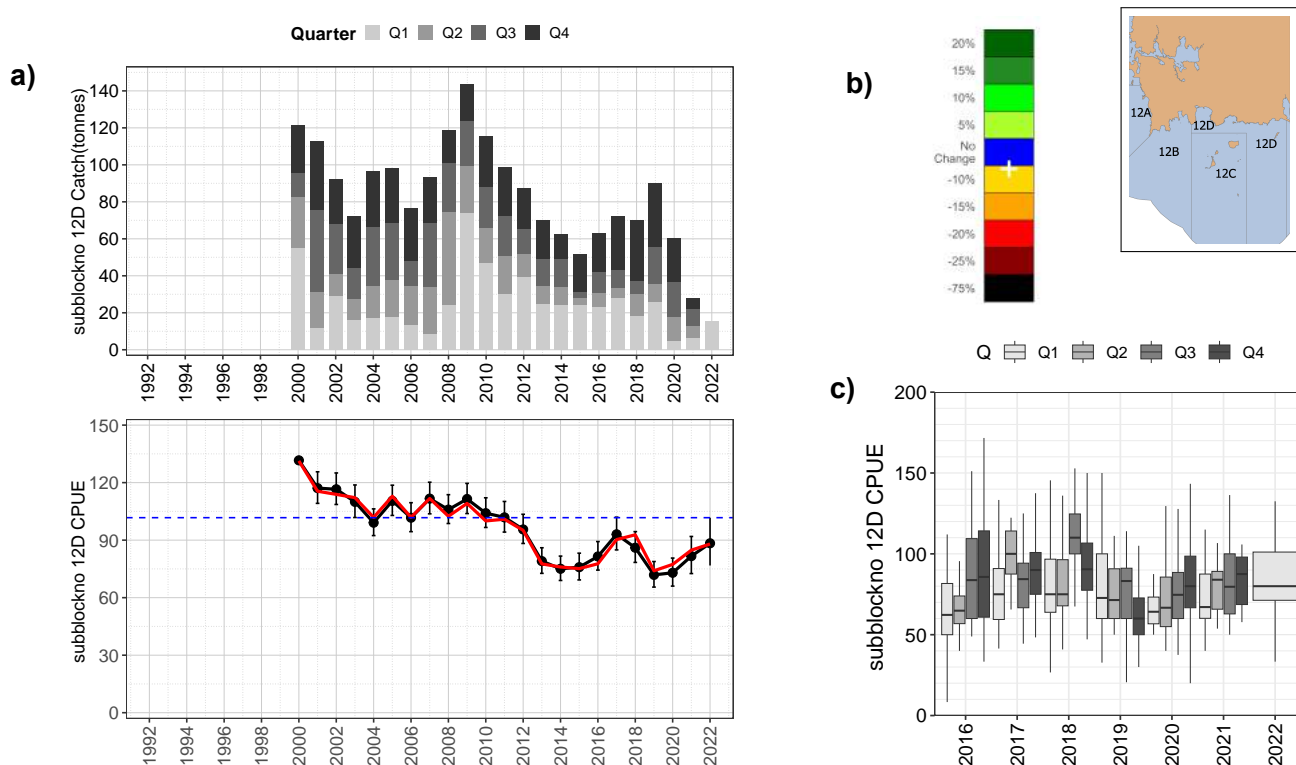 Quarter Q1 Q2 Q3 Q4
a)
subblockno 12D Catch(tonnes)
140
120
100
80
60
40
20
0
1992 1994 1996 1998 2000 2002 2004 2006 2008 2010 2012 2014 2016 2018 2020 2022
subblockno 12D CPUE
150
120
90
60
30
0
1992 1994 1996 1998 2000 2002 2004 2006 2008 2010 2012 2014 2016 2018 2020 2022
b)
20%
15%
10%
5%
No
Change
-10%
-15%
-20%
-25%
-75%
12A
12D
12B
12D
12C
Q Q1 Q2 Q3 Q4
c)
subblockno 12D CPUE
200
150
100
50
0
2016 2017 2018 2019 2020 2021 2022